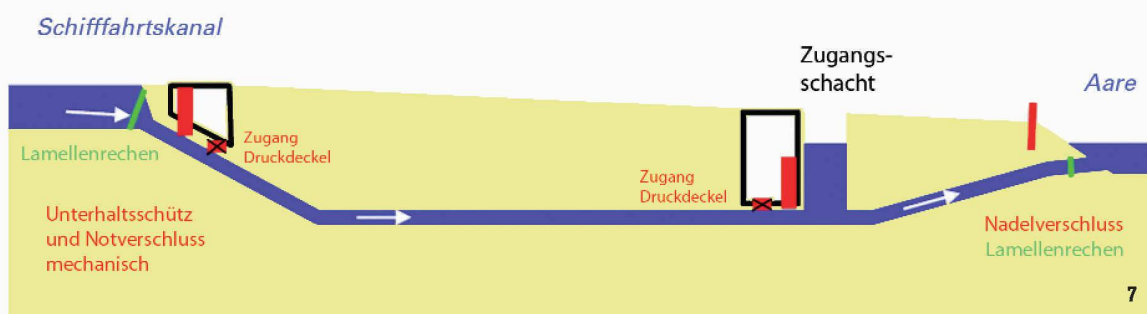 Schifffahrtskanal
Zugangs-
schacht
Aare
Lamellenrechen
Zugang
Druckdeckel
Zugang
Druckdeckel
Unterhaltsschütz
und Notverschluss
mechanisch
Nadelverschluss
Lamellenrechen
7